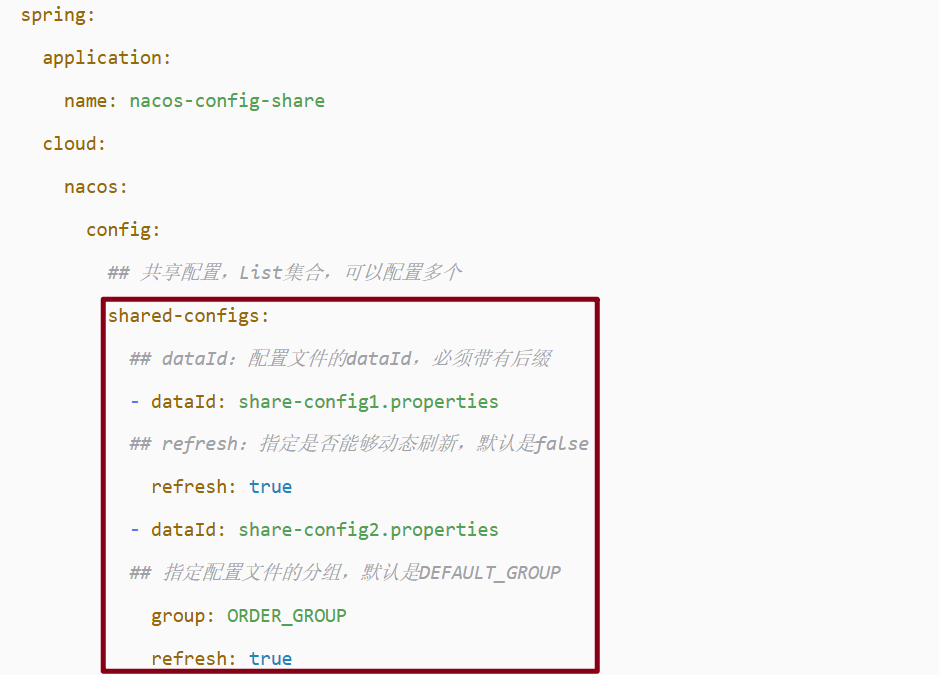 spring:
application:
name: nacos-config-share
cloud:
nacos:
config:
## 共享配置，List集合，可以配置多个
shared-configs:
## dataId：配置文件的dataId，必须带有后缀
- dataId: share-config1.properties
## refresh：指定是否能够动态刷新，默认是false
refresh: true
- dataId: share-config2.properties
## 指定配置文件的分组，默认是DEFAULT_GROUP
group: ORDER_GROUP
refresh: true